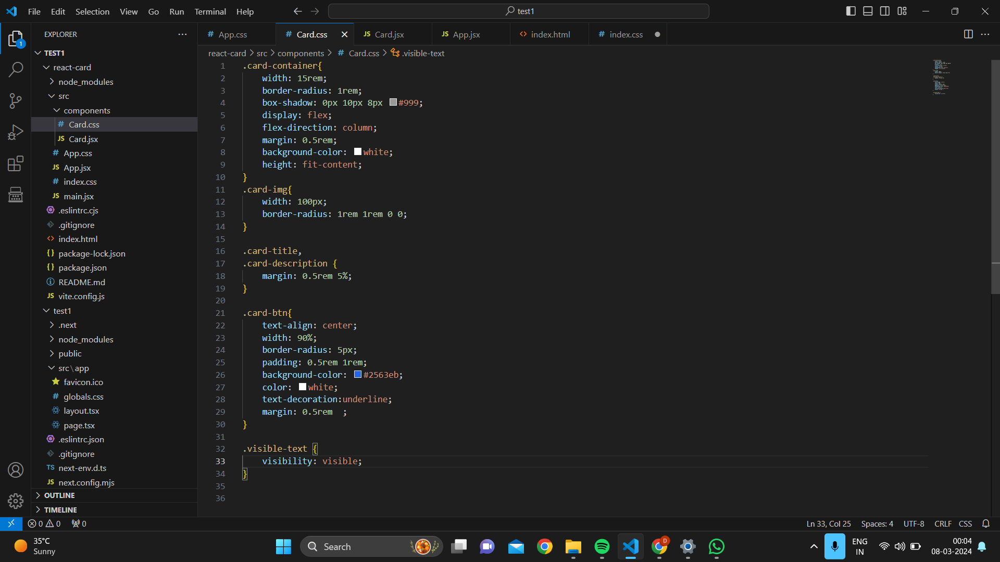 File Edit Selection View Go Run Terminal Help
test1
EXPLORER
1
TEST1
react-card
node_modules
src
components
Card.css
Card.jsx
App.css
App.jsx
index.css
main.jsx
.eslintrc.cjs
.gitignore
index.html
package-lock.json
package.json
README.md
vite.config.js
test1
.next
node_modules
public
src\app
favicon.ico
globals.css
layout.tsx
page.tsx
.eslintrc.json
.gitignore
next-env.d.ts
next.config.mjs
OUTLINE
TIMELINE
# App.css # Card.css JS Card.jsx JS App.jsx <> index.html # index.css
react-card > src > components > # Card.css > .visible-text
1 .card-container{
2 width: 15rem;
3 border-radius: 1rem;
4 box-shadow: 0px 10px 8px #999;
5 display: flex;
6 flex-direction: column;
7 margin: 0.5rem;
8 background-color: white;
9 height: fit-content;
10 }
11 .card-img{
12 width: 100px;
13 border-radius: 1rem 1rem 0 0;
14 }
15
16 .card-title,
17 .card-description {
18 margin: 0.5rem 5%;
19 }
20
21 .card-btn{
22 text-align: center;
23 width: 90%;
24 border-radius: 5px;
25 padding: 0.5rem 1rem;
26 background-color: #2563eb;
27 color: white;
28 text-decoration:underline;
29 margin: 0.5rem  ;
30 }
31
32 .visible-text {
33 visibility: visible;
34 }
35
36
0 0 0
Ln 33, Col 25 Spaces: 4 UTF-8 CRLF CSS
35°C
Sunny
Search
D
ENG
IN
00:04
08-03-2024